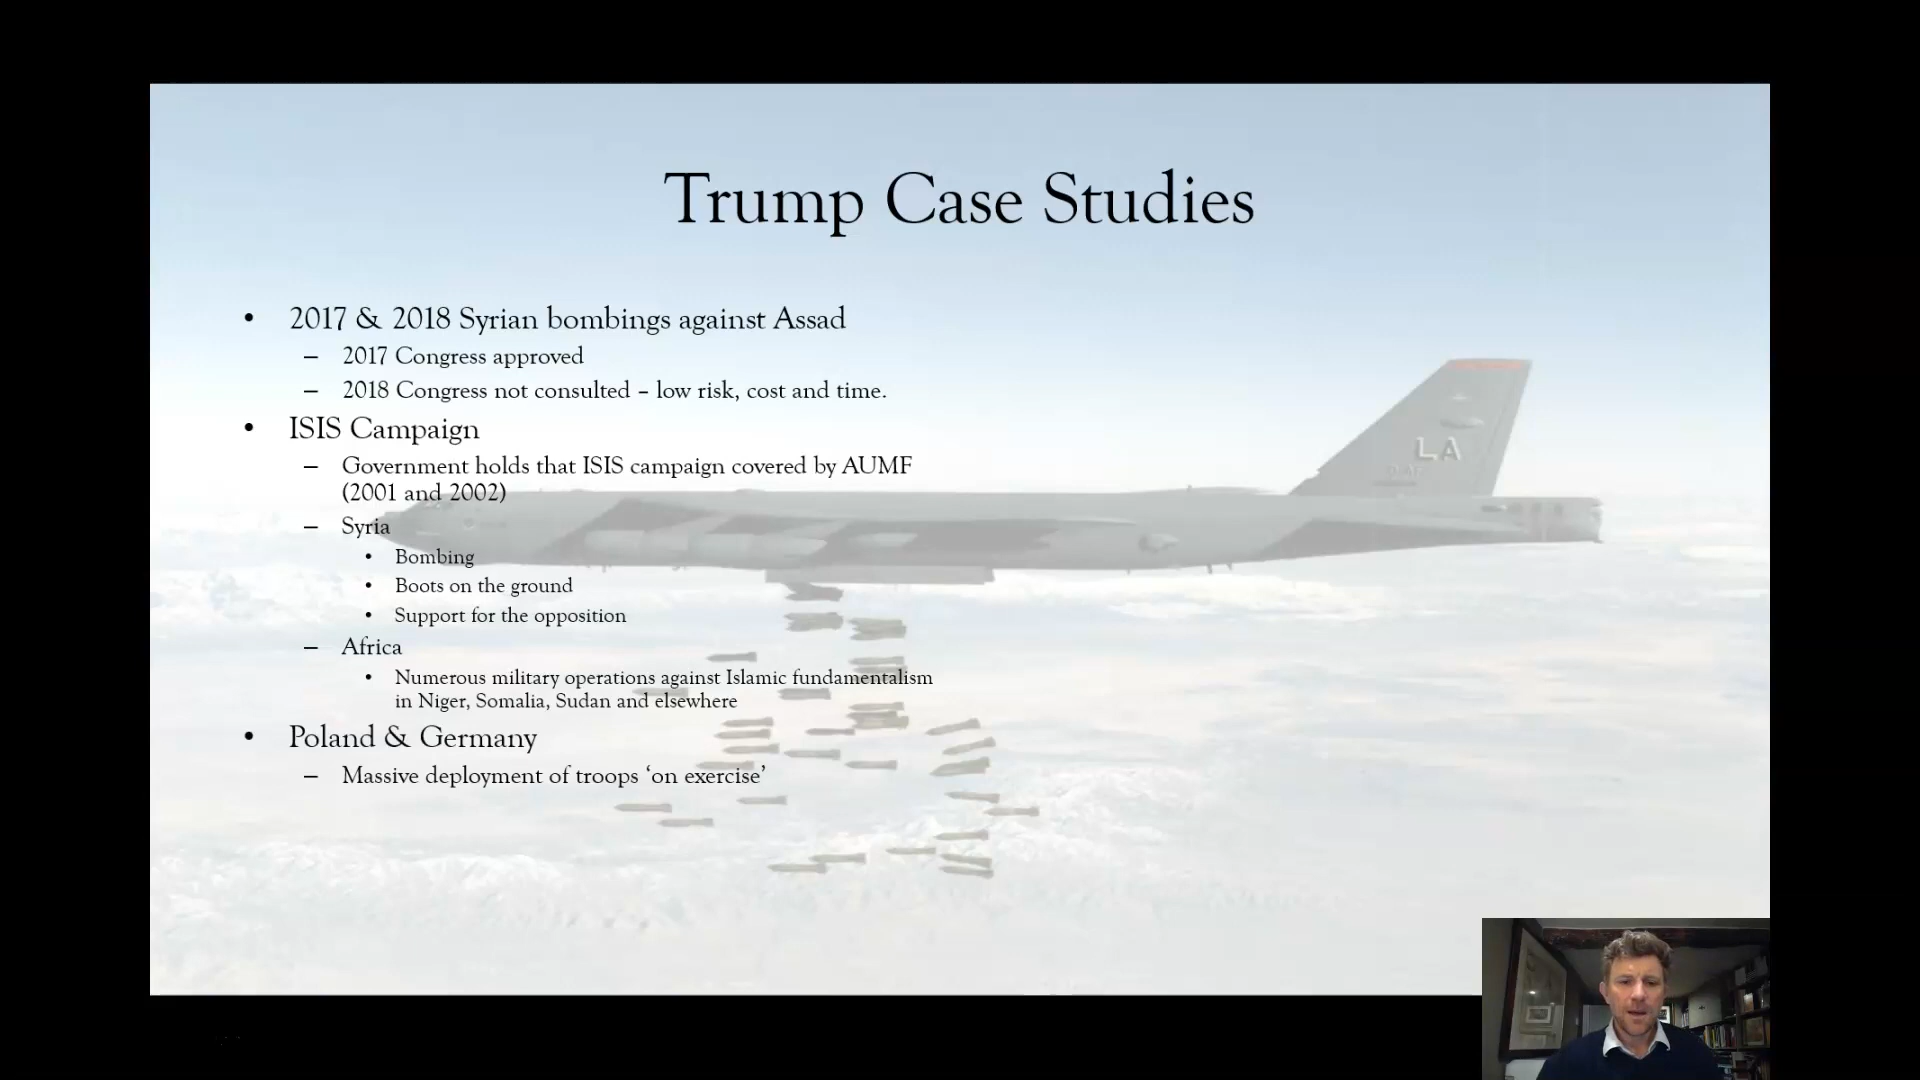 Trump Case Studies
• 2017 & 2018 Syrian bombings against Assad
– 2017 Congress approved
– 2018 Congress not consulted – low risk, cost and time.
• ISIS Campaign
– Government holds that ISIS campaign covered by AUMF
(2001 and 2002)
– Syria
• Bombing
• Boots on the ground
• Support for the opposition
– Africa
• Numerous military operations against Islamic fundamentalism
in Niger, Somalia, Sudan and elsewhere
• Poland & Germany
– Massive deployment of troops ‘on exercise’
LA